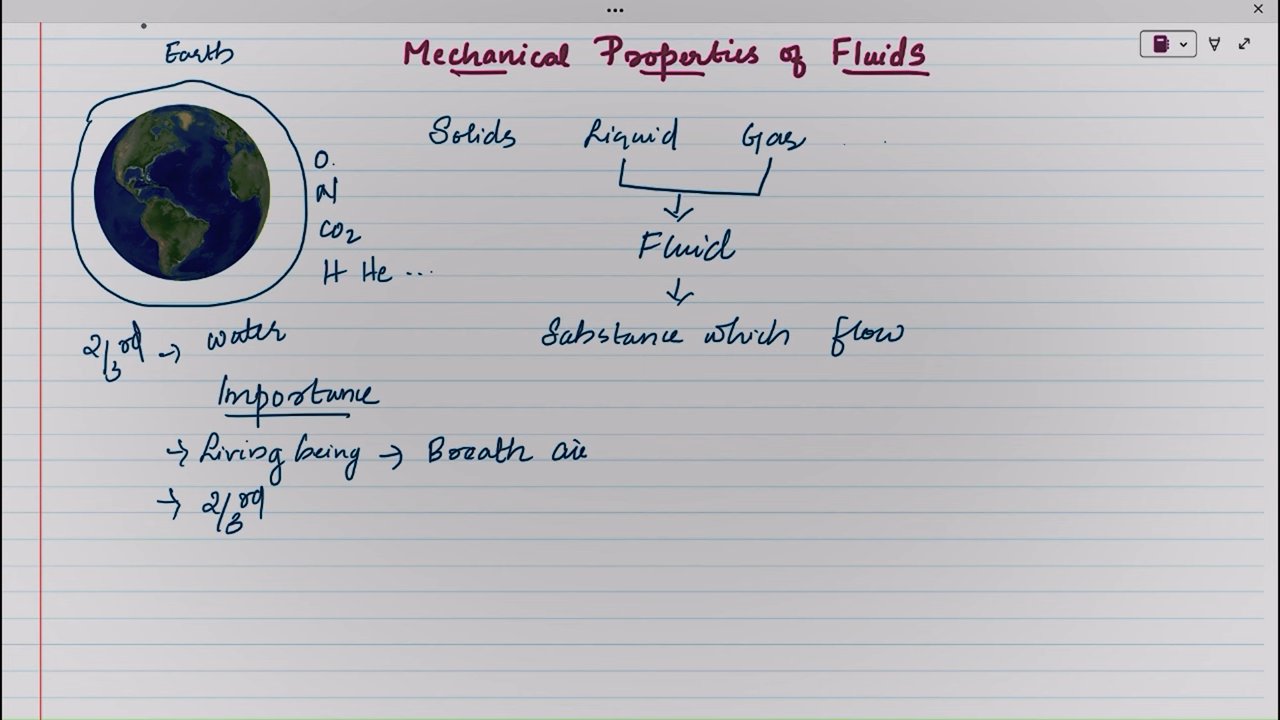 Earth
Mechanical Properties of Fluids
Solids Liquid Gas
O.
N
CO2
H He ...
Fluid
Substance which flow
2/3rd → water
Importance
→ Living being → Breath air
→ 2/3rd